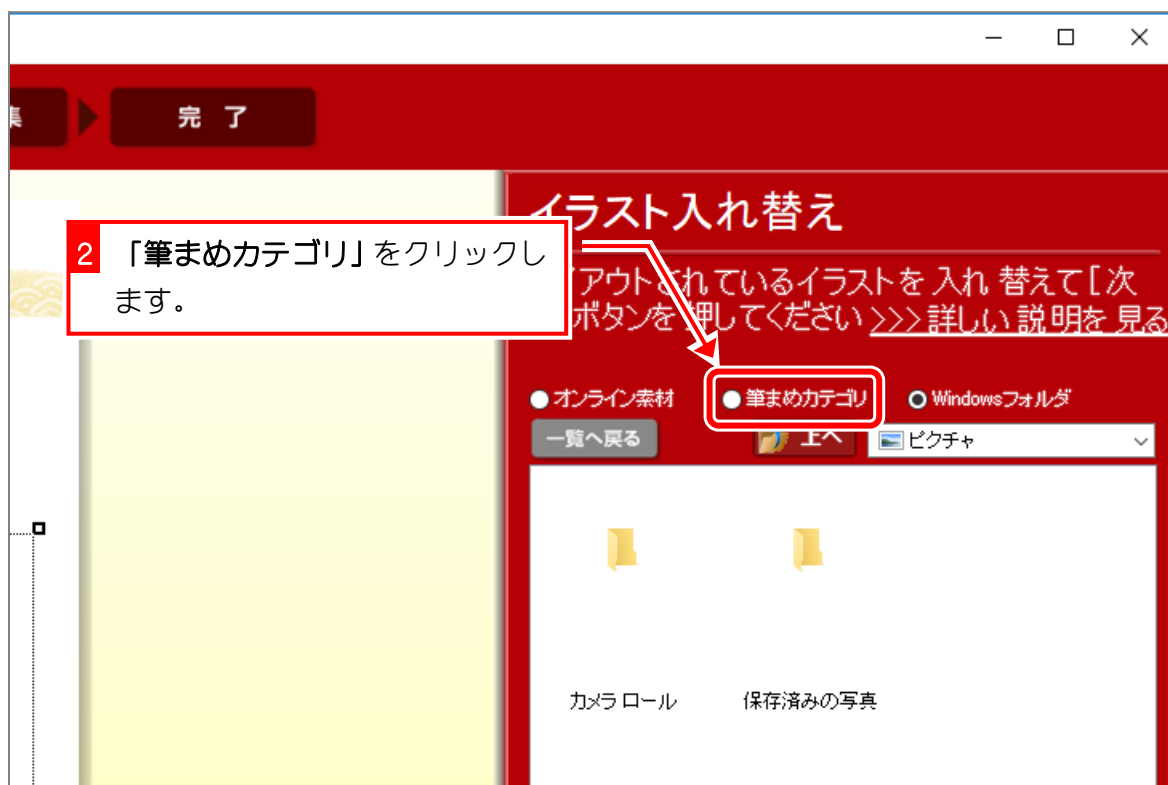 集
完了
イラスト入れ替え
2 「筆まめカテゴリ」をクリックし
ます。
アウトされているイラストを 入れ 替えて [次
ボタンを 押してください >>> 詳しい 説明を 見る
オンライン素材 筆まめカテゴリ Windowsフォルダ
一覧へ戻る 上へ ピクチャ
カメラ ロール 保存済みの写真